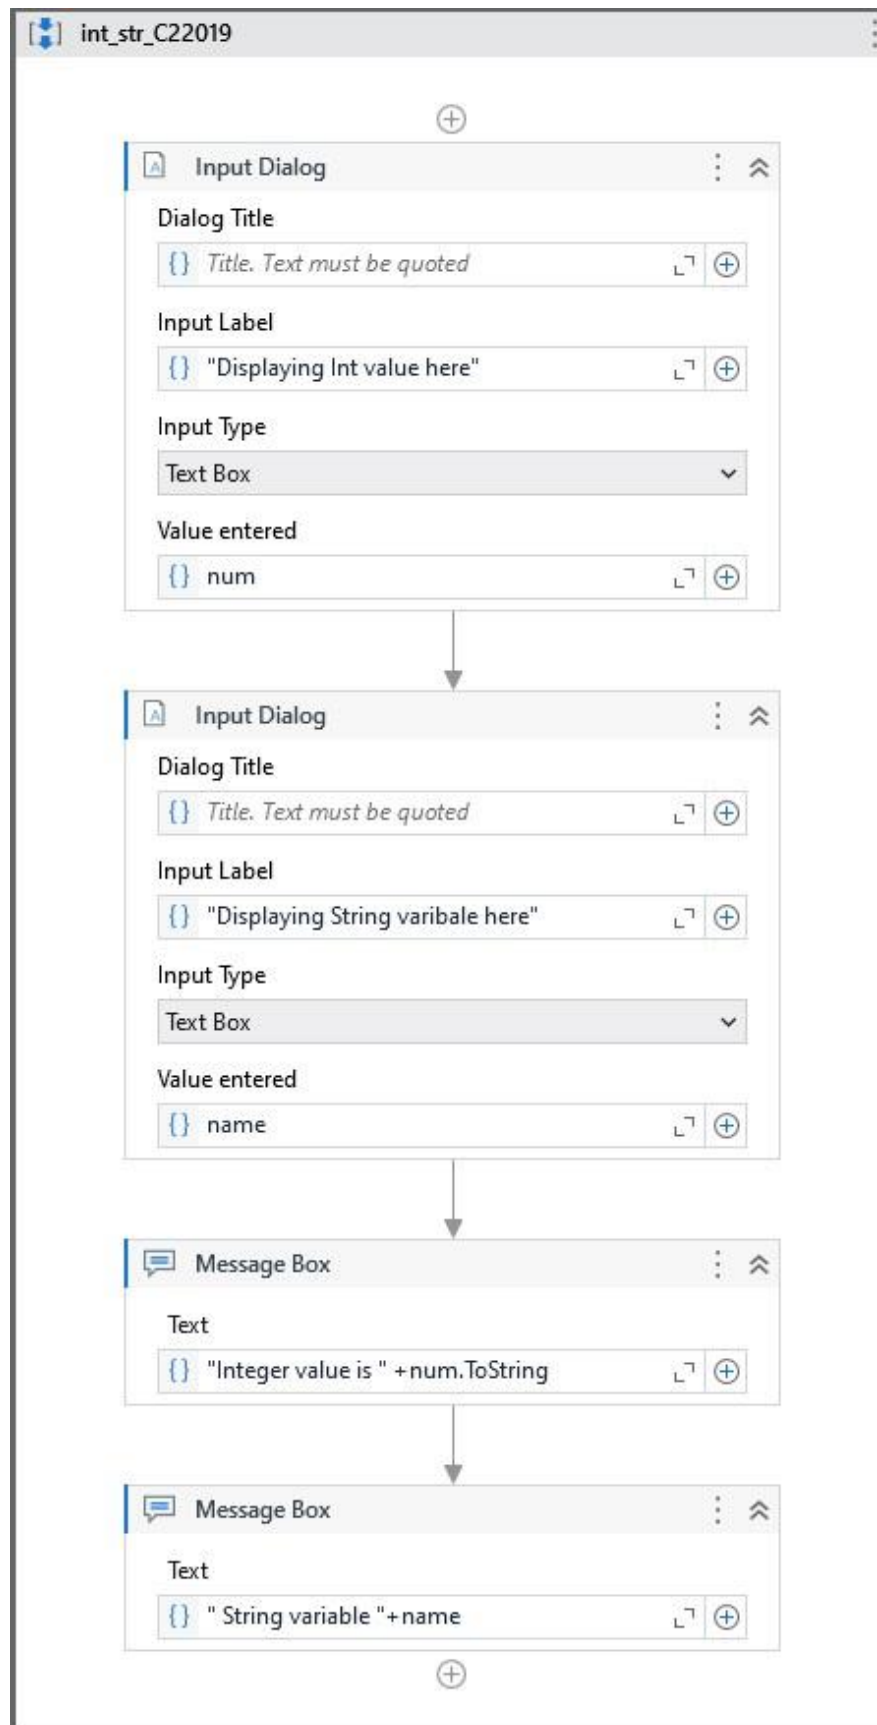 int_str_C22019
Input Dialog
Dialog Title
Title. Text must be quoted
Input Label
"Displaying Int value here"
Input Type
Text Box
Value entered
num
Input Dialog
Dialog Title
Title. Text must be quoted
Input Label
"Displaying String varibale here"
Input Type
Text Box
Value entered
name
Message Box
Text
"Integer value is " +num.ToString
Message Box
Text
" String variable "+name